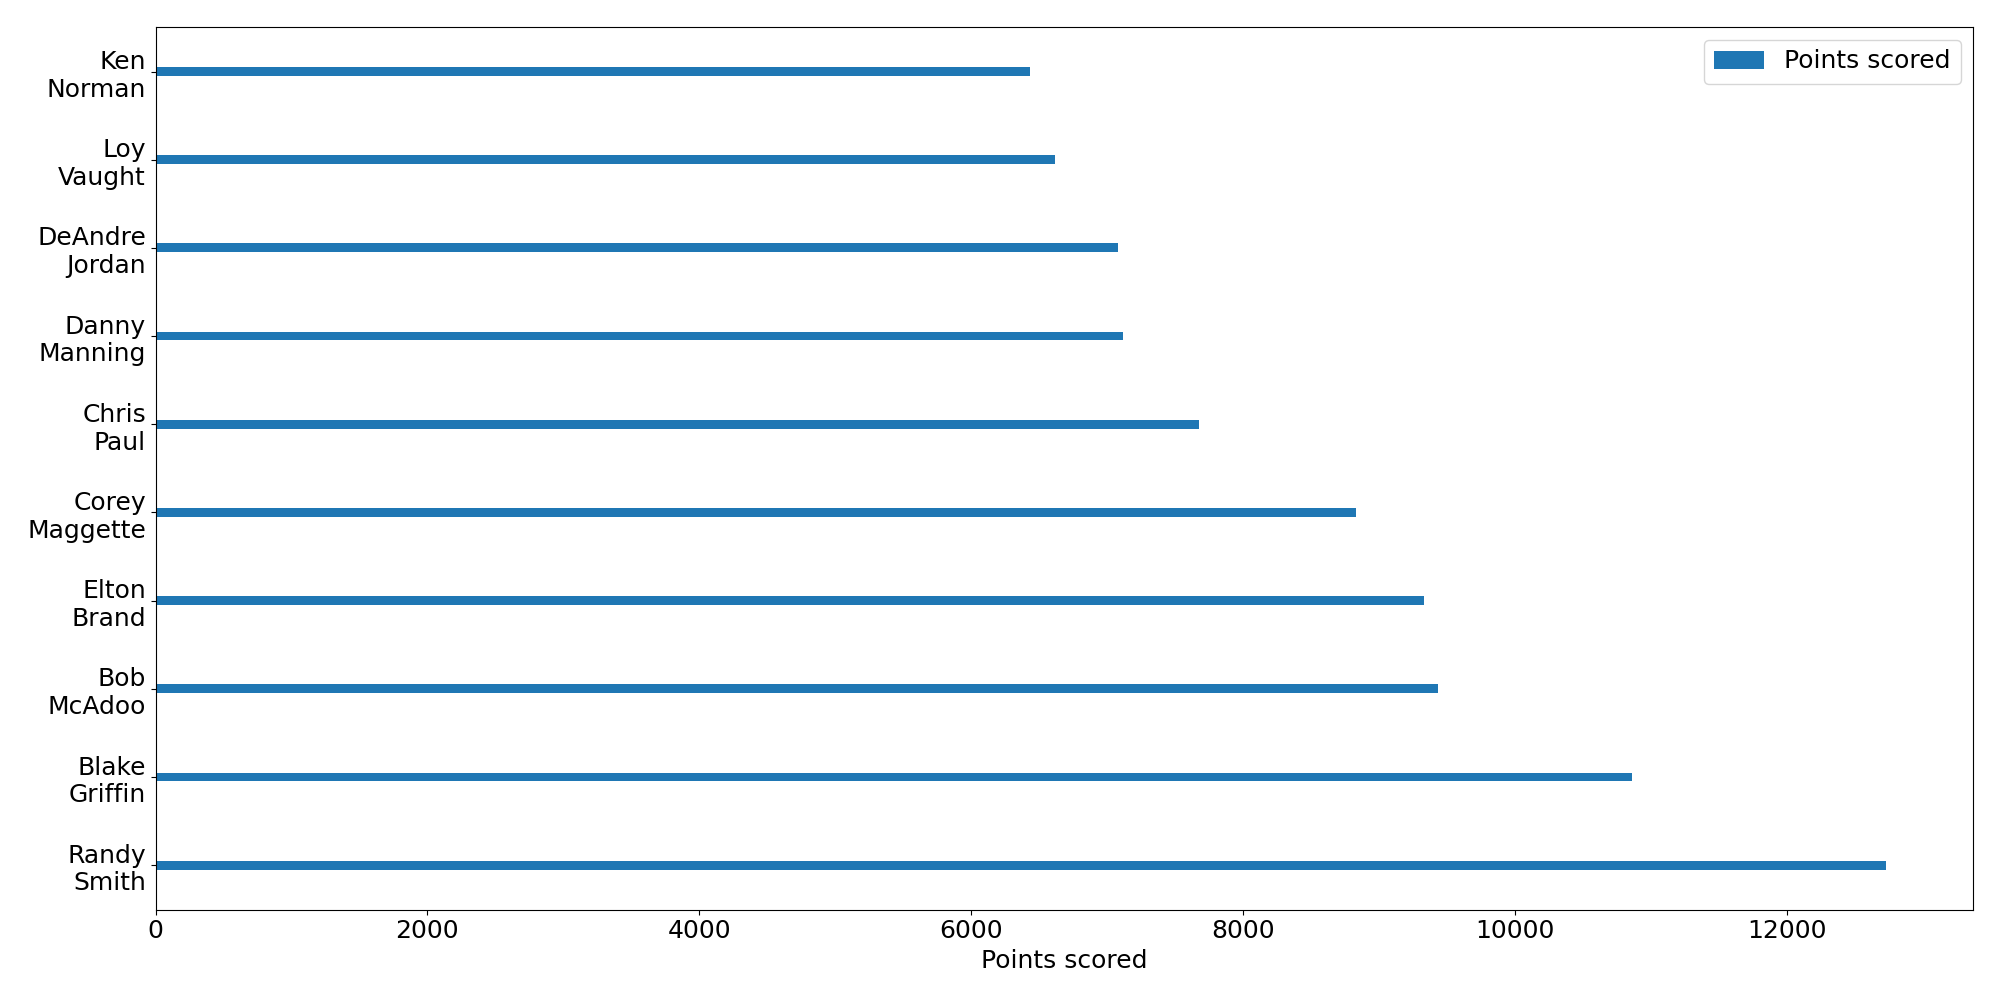 Ken
Norman
Loy
Vaught
DeAndre
Jordan
Danny
Manning
Chris
Paul
Corey
Maggette
Elton
Brand
Bob
McAdoo
Blake
Griffin
Randy
Smith
Points scored
0 2000 4000 6000 8000 10000 12000
Points scored